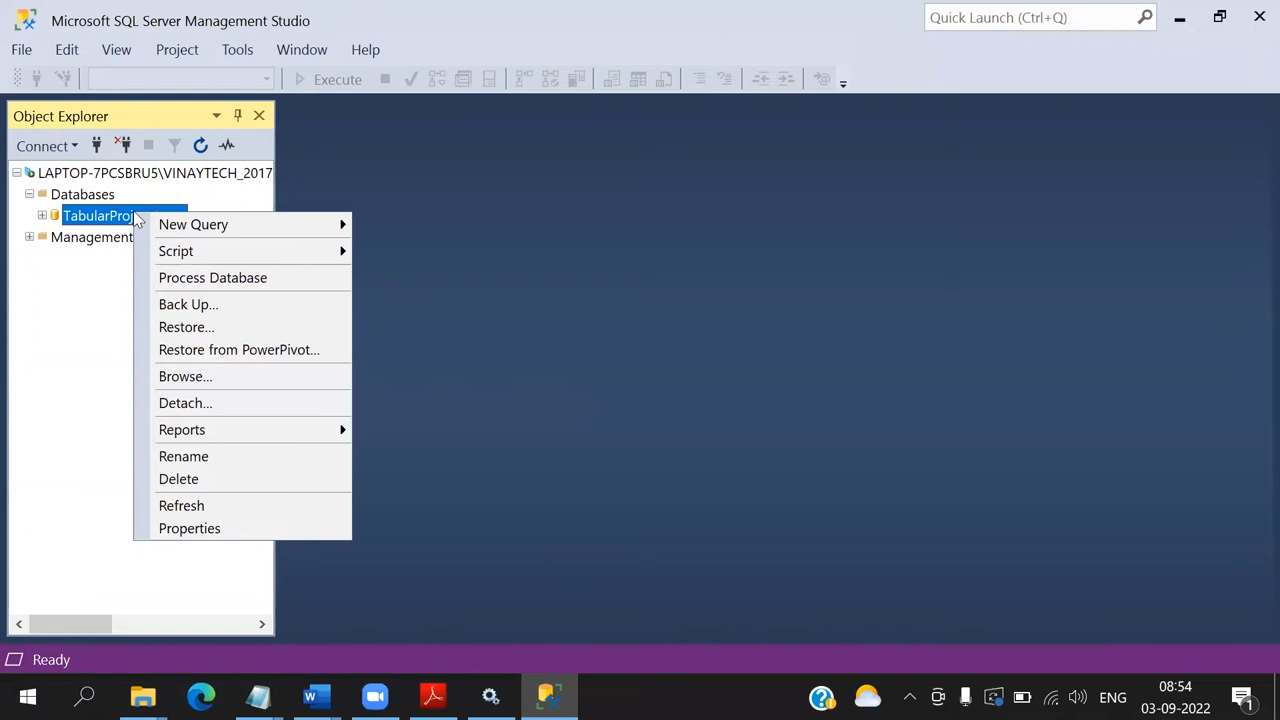 Microsoft SQL Server Management Studio
Quick Launch (Ctrl+Q)
File Edit View Project Tools Window Help
Execute
Object Explorer
Connect
LAPTOP-7PCSBRU5\VINAYTECH_2017
Databases
New Query
Management
Script
Process Database
Back Up...
Restore...
Restore from PowerPivot...
Browse...
Detach...
Reports
Rename
Delete
Refresh
Properties
Ready
ENG
08:54
03-09-2022
1